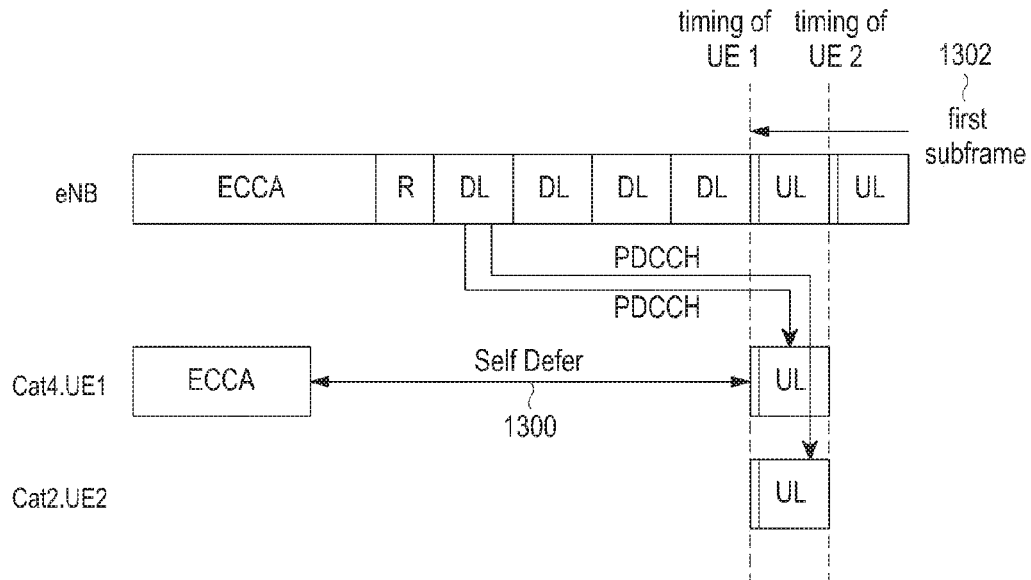 timing of UE 1
timing of UE 2
1302
first subframe
eNB
ECCA
R
DL
DL
DL
DL
UL
UL
PDCCH
PDCCH
Cat4.UE1
ECCA
Self Defer
1300
UL
Cat2.UE2
UL